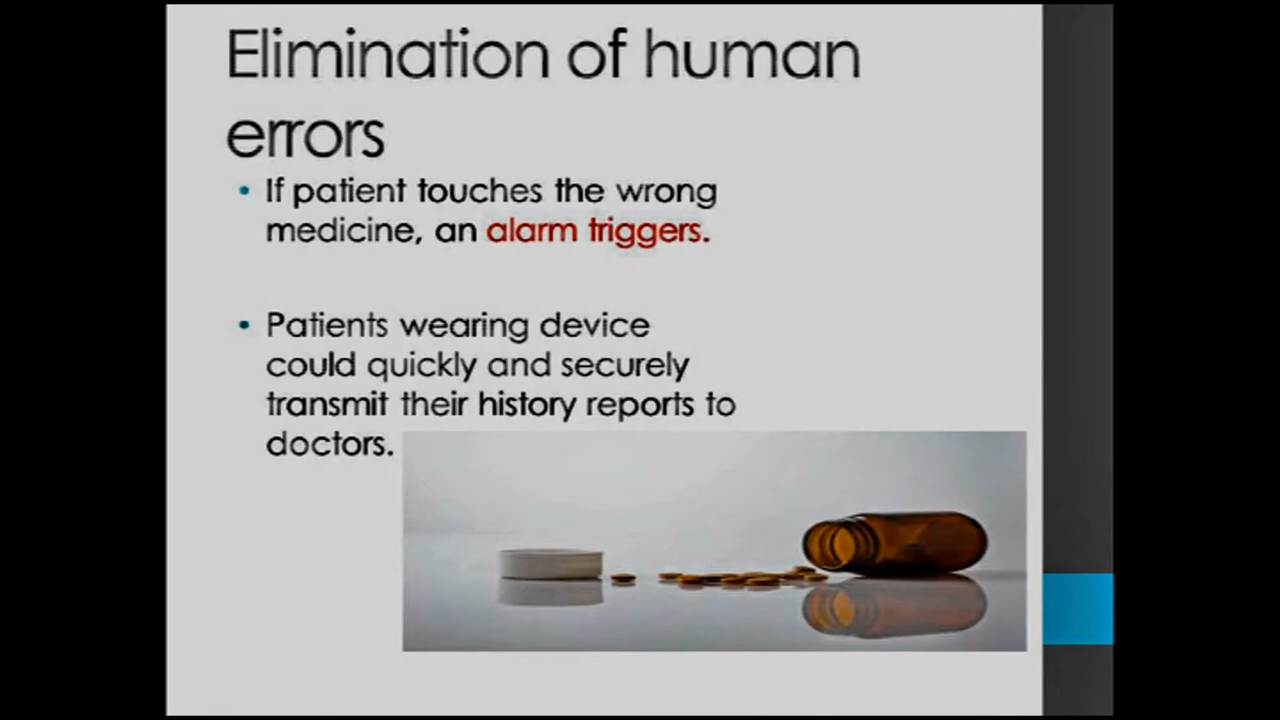 Elimination of human
errors
• If patient touches the wrong
medicine, an alarm triggers.
• Patients wearing device
could quickly and securely
transmit their history reports to
doctors.